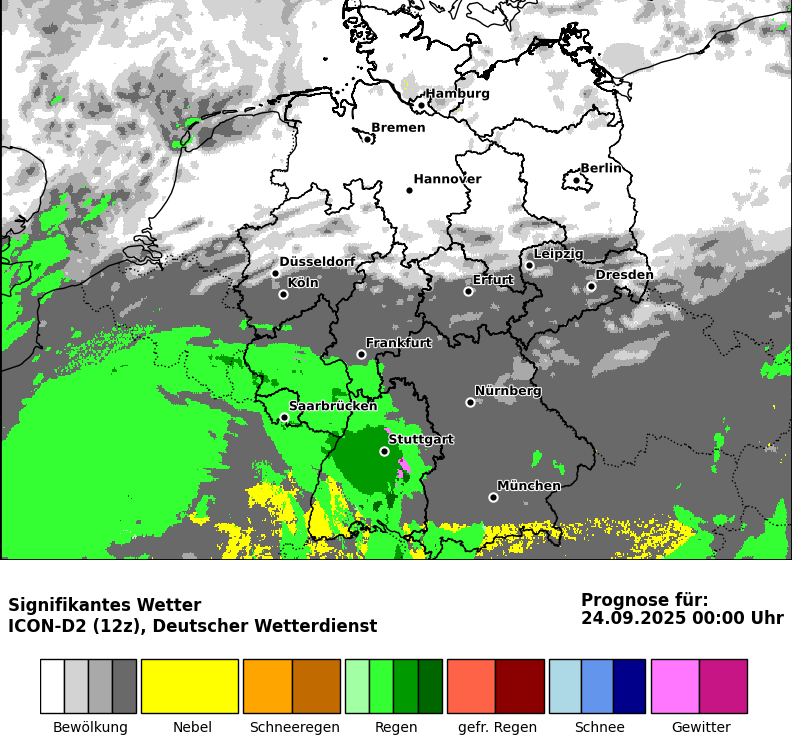 Hamburg
Bremen
Berlin
Hannover
Leipzig
Düsseldorf
Dresden
Köln
Erfurt
Frankfurt
Nürnberg
Saarbrücken
Stuttgart
München
Signifikantes Wetter
ICON-D2 (12z), Deutscher Wetterdienst
Prognose für:
24.09.2025 00:00 Uhr
Bewölkung
Nebel
Schneeregen
Regen
gefr. Regen
Schnee
Gewitter